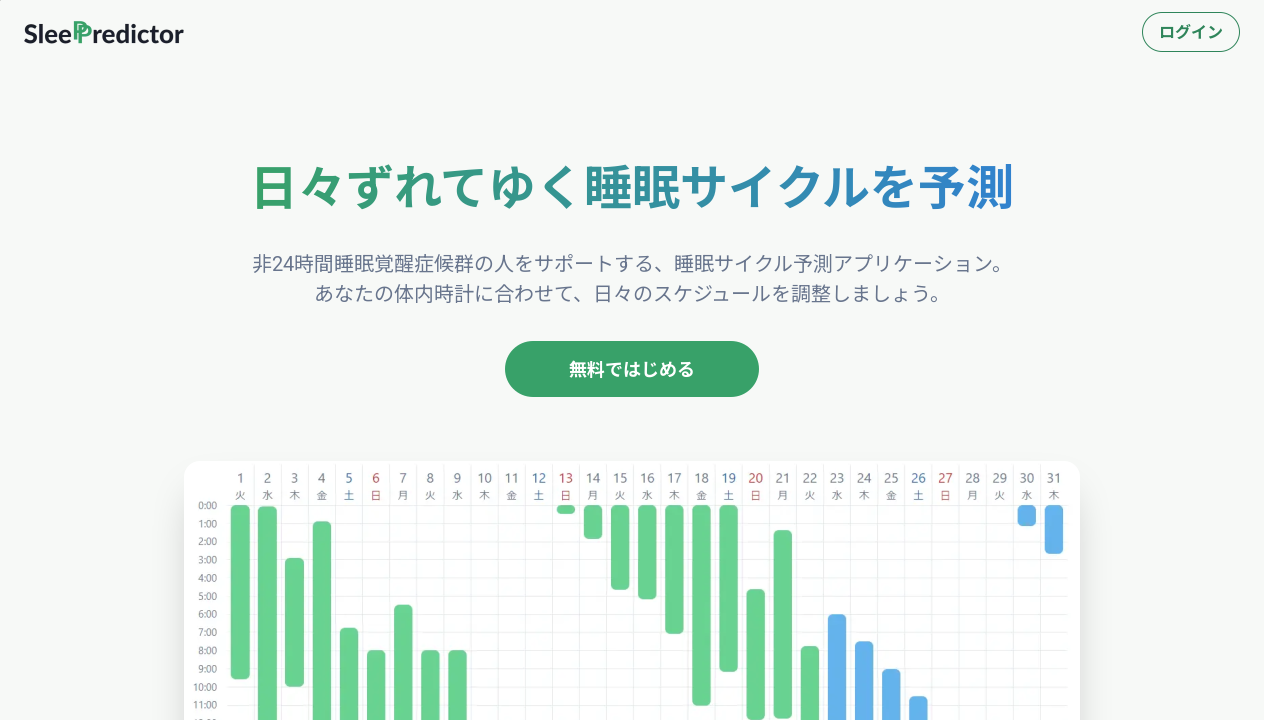 SleePPredictor
ログイン
日々ずれてゆく睡眠サイクルを予測
非24時間睡眠覚醒症候群の人をサポートする、睡眠サイクル予測アプリケーション。
あなたの体内時計に合わせて、日々のスケジュールを調整しましょう。
無料ではじめる
1 2 3 4 5 6 7 8 9 10 11 12 13 14 15 16 17 18 19 20 21 22 23 24 25 26 27 28 29 30 31
火 水 木 金 土 日 月 火 水 木 金 土 日 月 火 水 木 金 土 日 月 火 水 木 金 土 日 月 火 水 木
0:00
1:00
2:00
3:00
4:00
5:00
6:00
7:00
8:00
9:00
10:00
11:00